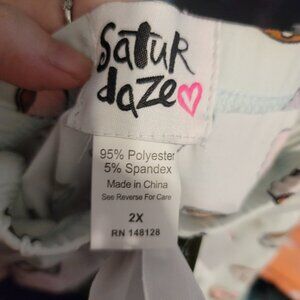 Satur
daze
95% Polyester
5% Spandex
Made in China
See Reverse For Care
2X
RN 148128